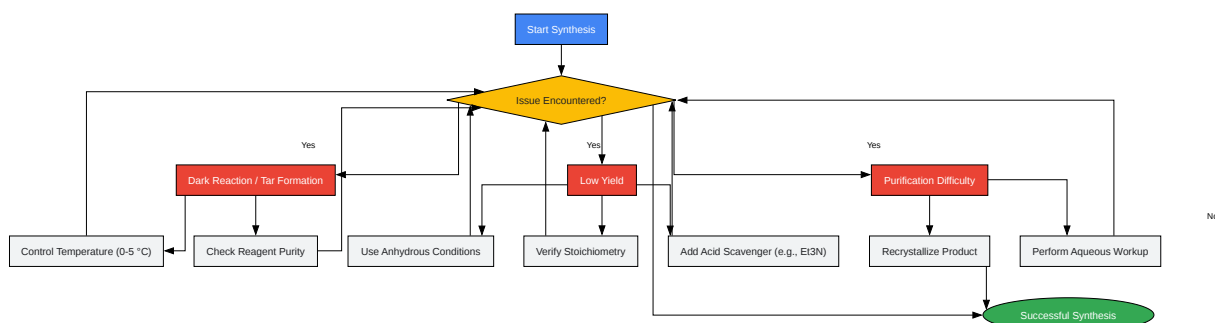 Start Synthesis
Issue Encountered?
Yes
Yes
Yes
Dark Reaction / Tar Formation
Low Yield
Purification Difficulty
No
Control Temperature (0-5 °C)
Check Reagent Purity
Use Anhydrous Conditions
Verify Stoichiometry
Add Acid Scavenger (e.g., Et3N)
Recrystallize Product
Perform Aqueous Workup
Successful Synthesis